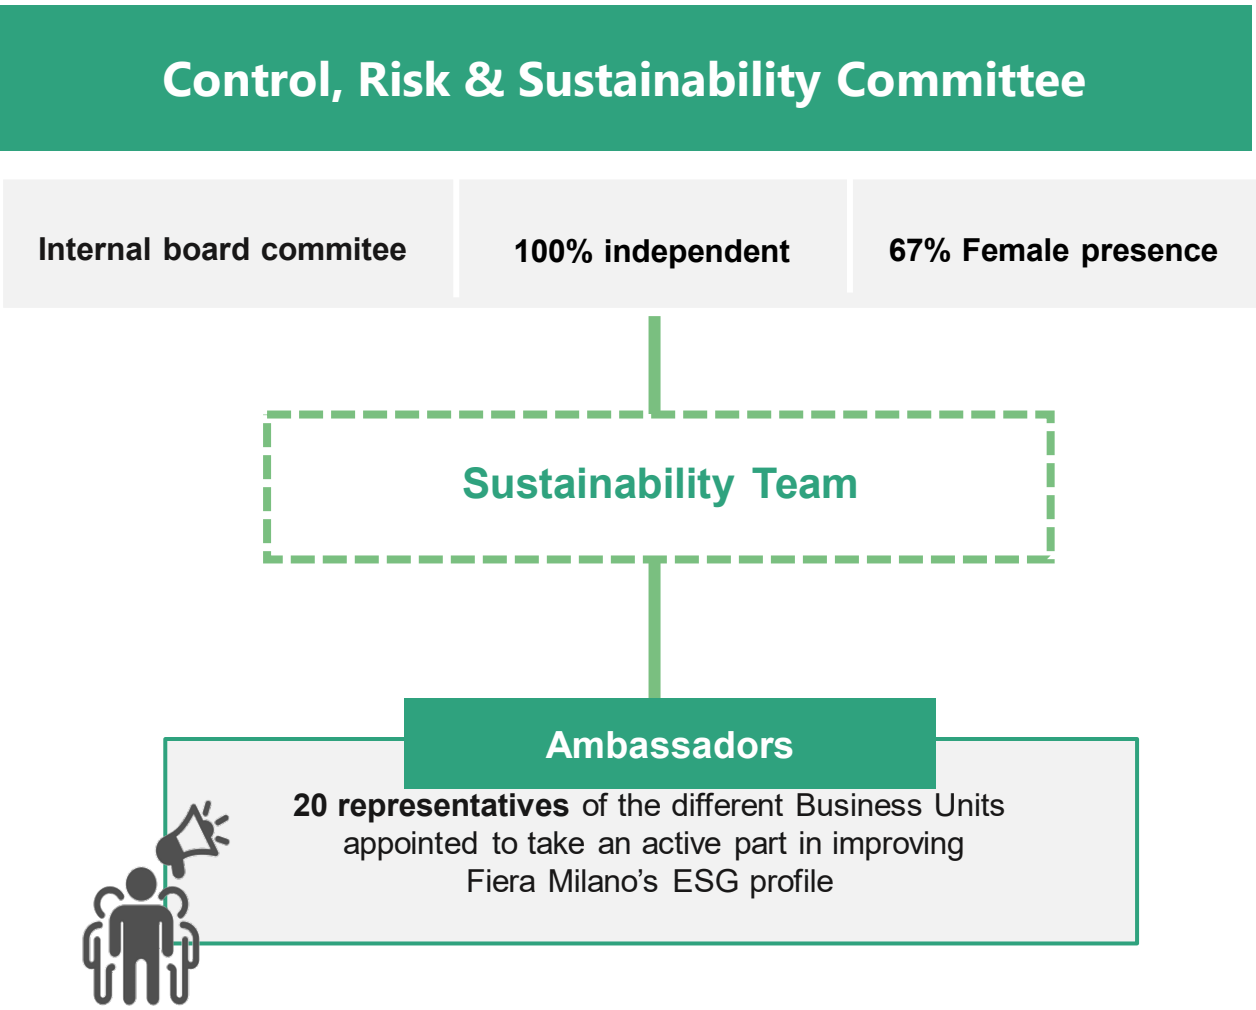 Control, Risk & Sustainability Committee
Internal board commitee
100% independent
67% Female presence
Sustainability Team
Ambassadors
20 representatives of the different Business Units
appointed to take an active part in improving
Fiera Milano’s ESG profile